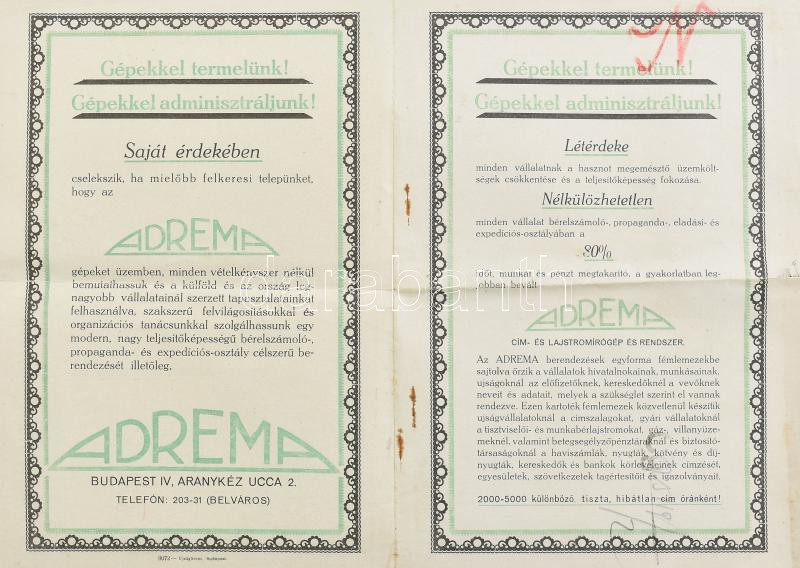 Gépekkel termelünk!
Gépekkel adminisztráljunk!
Saját érdekében
cselekszik, ha mielőbb felkeresi telepünket,
hogy az
ADREMA
gépeket üzemben, minden vételkényszer nélkül
bemutathassuk és a külföld és az ország leg-
nagyobb vállalatainál szerzett tapasztalatainkat
felhasználva, szakszerű felvilágosításokkal és
organizációs tanácsunkkal szolgálhassunk egy
modern, nagy teljesítőképességű bérelszámoló-,
propaganda- és expedíciós-osztály célszerű be-
rendezését illetőleg.
ADREMA
BUDAPEST IV, ARANYKÉZ UCCA 2.
TELEFÓN: 203-31 (BELVÁROS)
Gépekkel termelünk!
Gépekkel adminisztráljunk!
Létérdeke
minden vállalatnak a hasznot megemésztő üzemkölt-
ségek csökkentése és a teljesítőképesség fokozása.
Nélkülözhetetlen
minden vállalat bérelszámoló-, propaganda-, eladási- és
expedíciós-osztályában a
80%
időt, munkát és pénzt megtakarító, a gyakorlatban leg-
jobban bevált
ADREMA
CÍM- ÉS LAJSTROMÍRÓGÉP ÉS RENDSZER.
Az ADREMA berendezések egyforma fémlemezekbe
sajtolva őrzik a vállalatok hivatalnokainak, munkásainak,
ujságoknál az előfizetőknek, kereskedőknél a vevőknek
neveit és adatait, melyek a szükséglet szerint el vannak
rendezve. Ezen kartoték fémlemezek közvetlenül készítik
ujságvállalatoknál a címszalagokat, gyári vállalatoknál
a tisztviselői- és munkabérlajstromokat, gáz-, villanyüze-
meknél, valamint betegsegélyzőpénztáraknál és biztosító-
társaságoknál a haviszámlák, nyugták, kötvény és díj-
nyugták, kereskedők és bankok körleveleinek címzését,
egyesületek, szövetkezetek tagértesítőit és igazolványait.
2000-5000 különböző, tiszta, hibátlan cím óránként!
darabanth